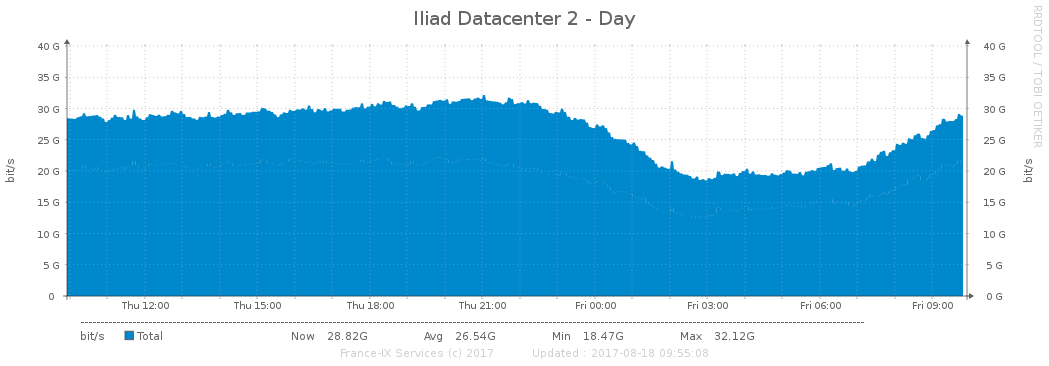 Iliad Datacenter 2 - Day
RRDTOOL / TOBI OETIKER
bit/s
40 G 40 G
35 G 35 G
30 G 30 G
25 G 25 G
20 G 20 G
15 G 15 G
10 G 10 G
5 G 5 G
0 0 G
bit/s
Thu 12:00 Thu 15:00 Thu 18:00 Thu 21:00 Fri 00:00 Fri 03:00 Fri 06:00 Fri 09:00
bit/s Total Now 28.82G Avg 26.54G Min 18.47G Max 32.12G
France-IX Services (c) 2017 Updated : 2017-08-18 09:55:08